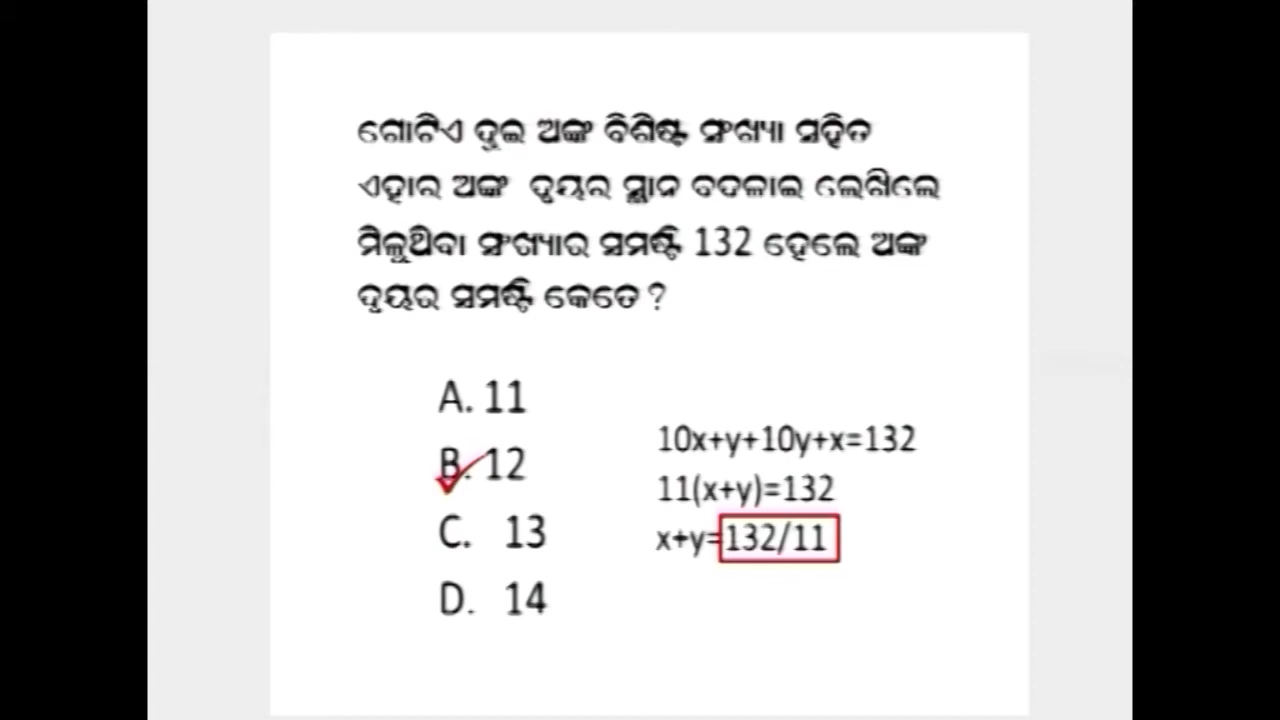 ଗୋଟିଏ ଦୁଇ ଅଙ୍କ ବିଶିଷ୍ଟ ସଂଖ୍ୟା ସହିତ
ଏହାର ଅଙ୍କ ଦ୍ୱୟର ସ୍ଥାନ ବଦଳାଇ ଲେଖିଲେ
ମିଳୁଥିବା ସଂଖ୍ୟାର ସମଷ୍ଟି 132 ହେଲେ ଅଙ୍କ
ଦ୍ୱୟର ସମଷ୍ଟି କେତେ ?
A. 11
B. 12
C. 13
D. 14
10x+y+10y+x=132
11(x+y)=132
x+y=132/11